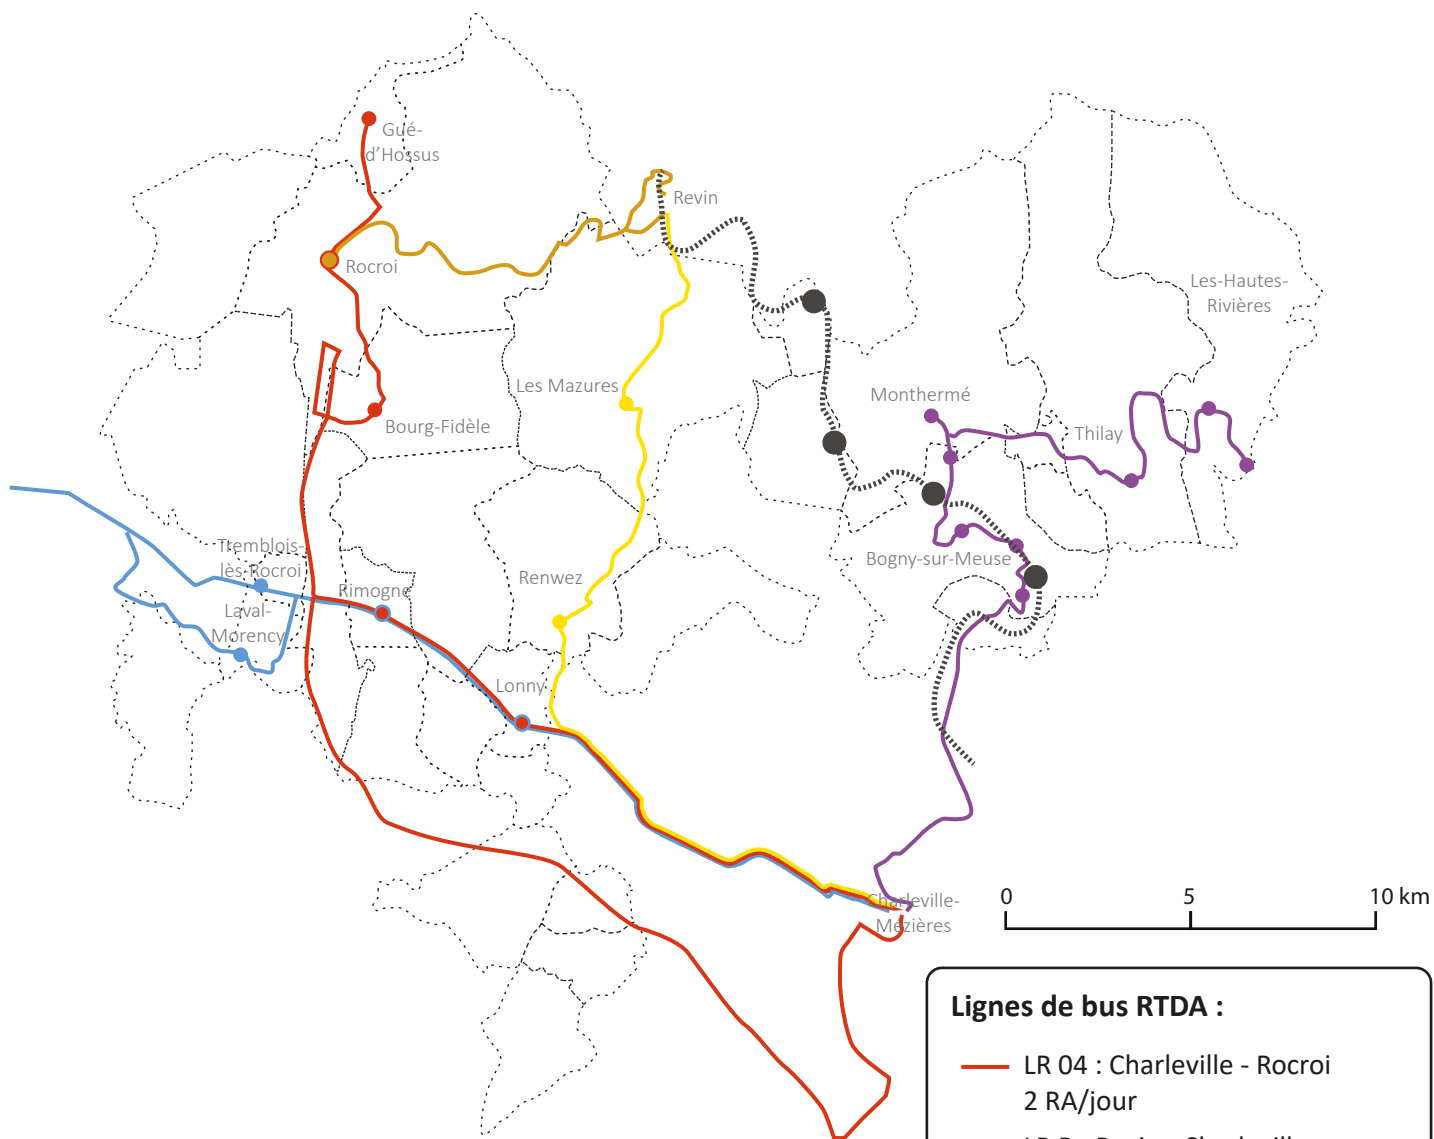 Gué-
d'Hossus
Revin
Rocroi
Les-Hautes-
Rivières
Les Mazures
Monthermé
Bourg-Fidèle
Thilay
Tremblois-
lès-Rocroi
Bogny-sur-Meuse
Renwez
Rimogne
Laval-
Morency
Lonny
Charleville-
Mézières
0 5 10 km
Lignes de bus RTDA :
LR 04 : Charleville - Rocroi
2 RA/jour